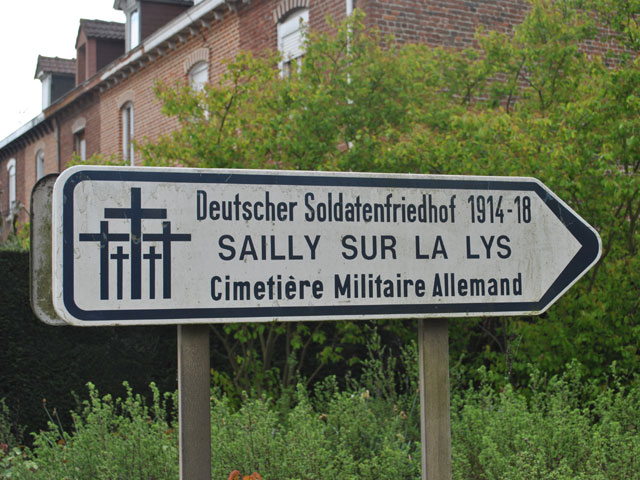 Deutscher Soldatenfriedhof 1914-18
SAILLY SUR LA LYS
Cimetière Militaire Allemand